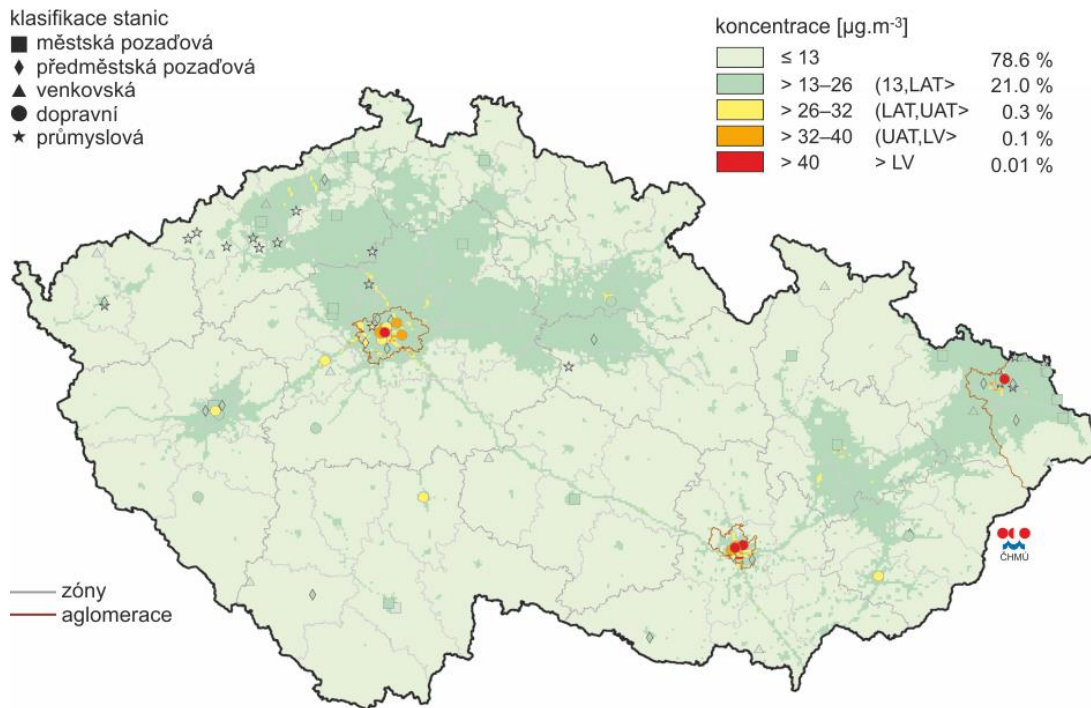 klasifikace stanic
městská pozaďová
předměstská pozaďová
venkovská
dopravní
průmyslová
koncentrace [µg.m⁻³]
≤ 13 78.6 %
> 13–26 (13,LAT> 21.0 %
> 26–32 (LAT,UAT> 0.3 %
> 32–40 (UAT,LV> 0.1 %
> 40 > LV 0.01 %
ČHMÚ
zóny
aglomerace